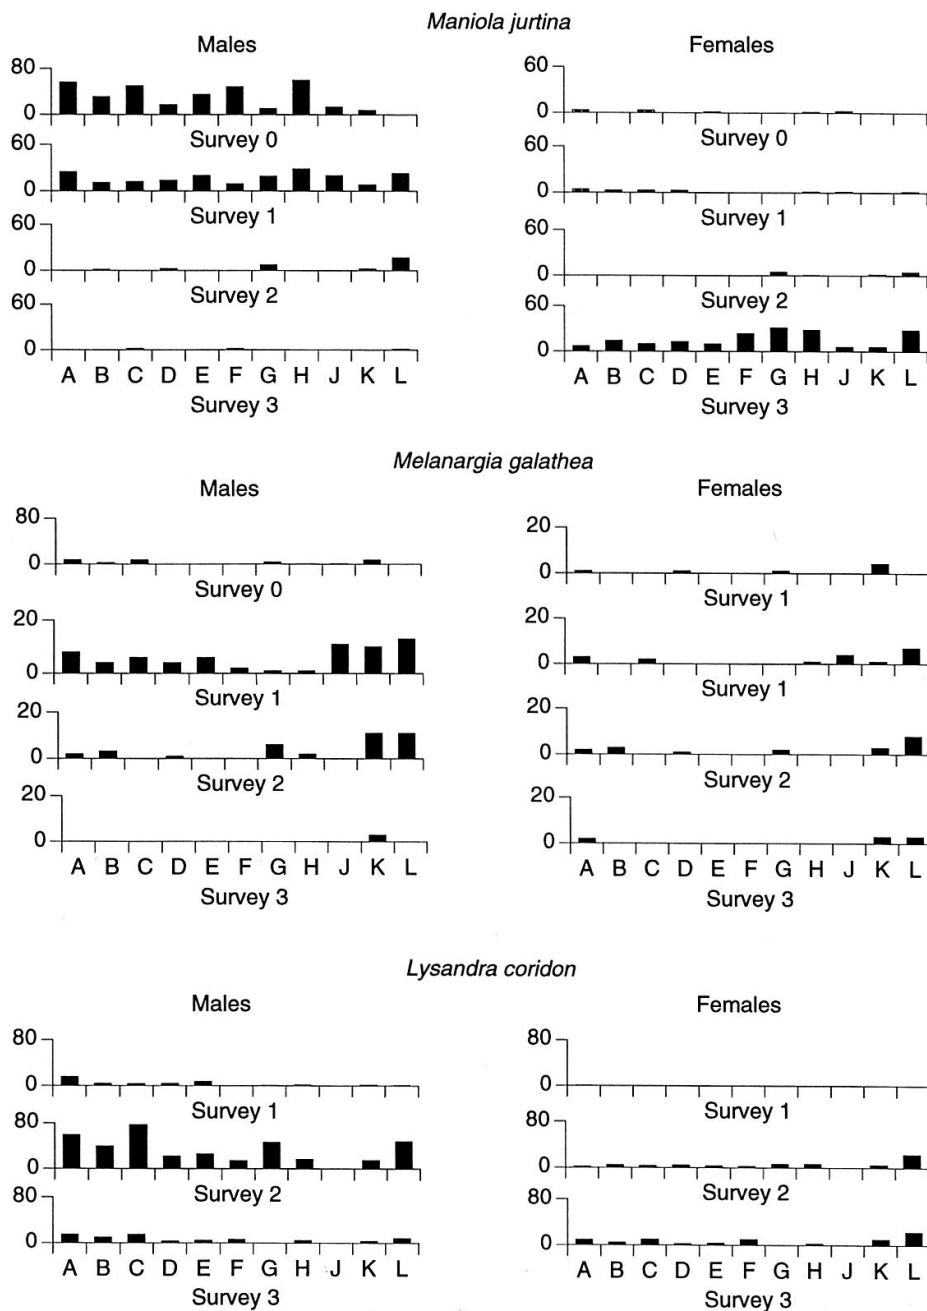 Maniola jurtina
Males
80
0
Survey 0
60
0
Survey 1
60
0
Survey 2
60
0
A B C D E F G H J K L
Survey 3
Females
60
0
Survey 0
60
0
Survey 1
60
0
Survey 2
60
0
A B C D E F G H J K L
Survey 3
Melanargia galathea
Males
80
0
Survey 0
20
0
Survey 1
20
0
Survey 2
20
0
A B C D E F G H J K L
Survey 3
Females
20
0
Survey 1
20
0
Survey 1
20
0
Survey 2
20
0
A B C D E F G H J K L
Survey 3
Lysandra coridon
Males
80
0
Survey 1
80
0
Survey 2
80
0
A B C D E F G H J K L
Survey 3
Females
80
0
Survey 1
80
0
Survey 2
80
0
A B C D E F G H J K L
Survey 3